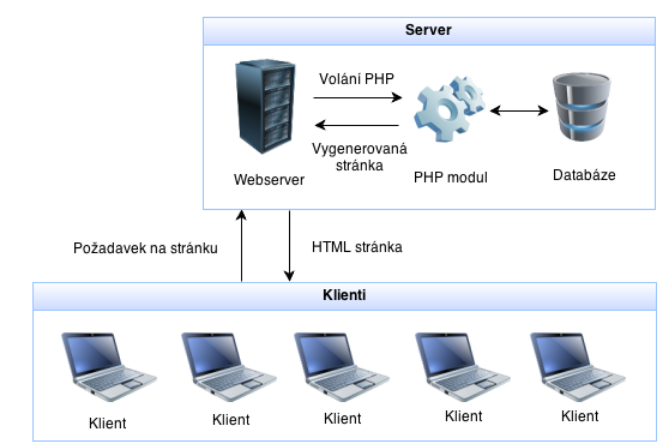 Server
Volání PHP
Vygenerovaná
stránka
Webserver
PHP modul
Databáze
Požadavek na stránku
HTML stránka
Klienti
Klient
Klient
Klient
Klient
Klient